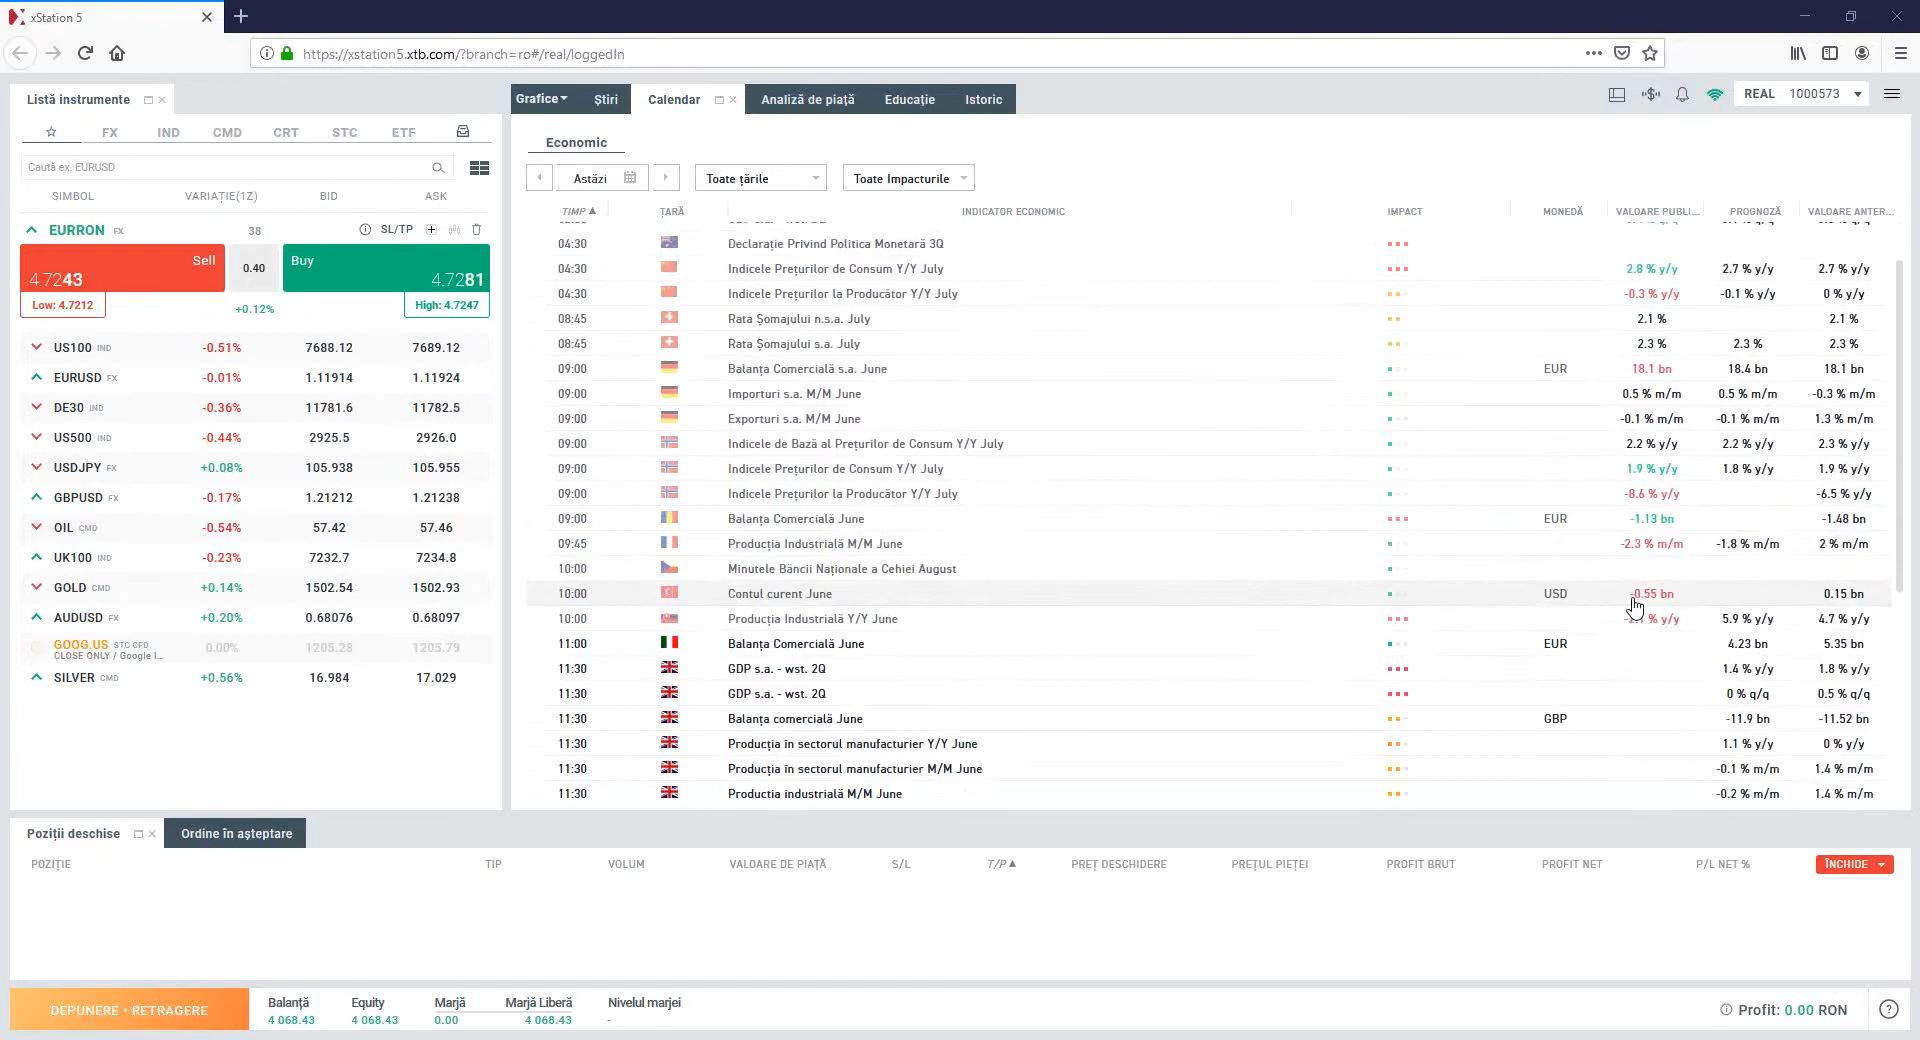 xStation 5
https://xstation5.xtb.com/?branch=ro#/real/loggedIn
Listă instrumente
Grafice
Știri
Calendar
Analiză de piață
Educație
Istoric
REAL 1000573
FX IND CMD CRT STC ETF
Caută ex. EURUSD
SIMBOL VARIAȚIE(1Z) BID ASK
EURRON FX 38 SL/TP
Sell 4.7243
0.40
Buy 4.7281
Low: 4.7212
+0.12%
High: 4.7247
US100 IND -0.51% 7688.12 7689.12
EURUSD FX -0.01% 1.11914 1.11924
DE30 IND -0.36% 11781.6 11782.5
US500 IND -0.44% 2925.5 2926.0
USDJPY FX +0.08% 105.938 105.955
GBPUSD FX -0.17% 1.21212 1.21238
OIL CMD -0.54% 57.42 57.46
UK100 IND -0.23% 7232.7 7234.8
GOLD CMD +0.14% 1502.54 1502.93
AUDUSD FX +0.20% 0.68076 0.68097
GOOG.US STC CFD 0.00% 1205.28 1205.79
CLOSE ONLY / Google I...
SILVER CMD +0.56% 16.984 17.029
Economic
Astăzi
Toate țările
Toate Impacturile
TIMP ȚARĂ INDICATOR ECONOMIC IMPACT MONEDĂ VALOARE PUBLI... PROGNOZĂ VALOARE ANTER...
04:30 Declarație Privind Politica Monetară 3Q
04:30 Indicele Prețurilor de Consum Y/Y July 2.8 % y/y 2.7 % y/y 2.7 % y/y
04:30 Indicele Prețurilor la Producător Y/Y July -0.3 % y/y -0.1 % y/y 0 % y/y
08:45 Rata Șomajului n.s.a. July 2.1 % 2.1 %
08:45 Rata Șomajului s.a. July 2.3 % 2.3 % 2.3 %
09:00 Balanța Comercială s.a. June EUR 18.1 bn 18.4 bn 18.1 bn
09:00 Importuri s.a. M/M June 0.5 % m/m 0.5 % m/m -0.3 % m/m
09:00 Exporturi s.a. M/M June -0.1 % m/m -0.1 % m/m 1.3 % m/m
09:00 Indicele de Bază al Prețurilor de Consum Y/Y July 2.2 % y/y 2.2 % y/y 2.3 % y/y
09:00 Indicele Prețurilor de Consum Y/Y July 1.9 % y/y 1.8 % y/y 1.9 % y/y
09:00 Indicele Prețurilor la Producător Y/Y July -8.6 % y/y -6.5 % y/y
09:00 Balanța Comercială June EUR -1.13 bn -1.48 bn
09:45 Producția Industrială M/M June -2.3 % m/m -1.8 % m/m 2 % m/m
10:00 Minutele Băncii Naționale a Cehiei August
10:00 Contul curent June USD -0.55 bn 0.15 bn
10:00 Producția Industrială Y/Y June % y/y 5.9 % y/y 4.7 % y/y
11:00 Balanța Comercială June EUR 4.23 bn 5.35 bn
11:30 GDP s.a. - wst. 2Q 1.4 % y/y 1.8 % y/y
11:30 GDP s.a. - wst. 2Q 0 % q/q 0.5 % q/q
11:30 Balanța comercială June GBP -11.9 bn -11.52 bn
11:30 Producția în sectorul manufacturier Y/Y June 1.1 % y/y 0 % y/y
11:30 Producția în sectorul manufacturier M/M June -0.1 % m/m 1.4 % m/m
11:30 Producția industrială M/M June -0.2 % m/m 1.4 % m/m
Poziții deschise
Ordine în așteptare
POZIȚIE TIP VOLUM VALOARE DE PIAȚĂ S/L T/P PREȚ DESCHIDERE PREȚUL PIEȚEI PROFIT BRUT PROFIT NET P/L NET % ÎNCHIDE
DEPUNERE • RETRAGERE
Balanță Equity Marjă Marjă Liberă Nivelul marjei
4 068.43 4 068.43 0.00 4 068.43 -
Profit: 0.00 RON